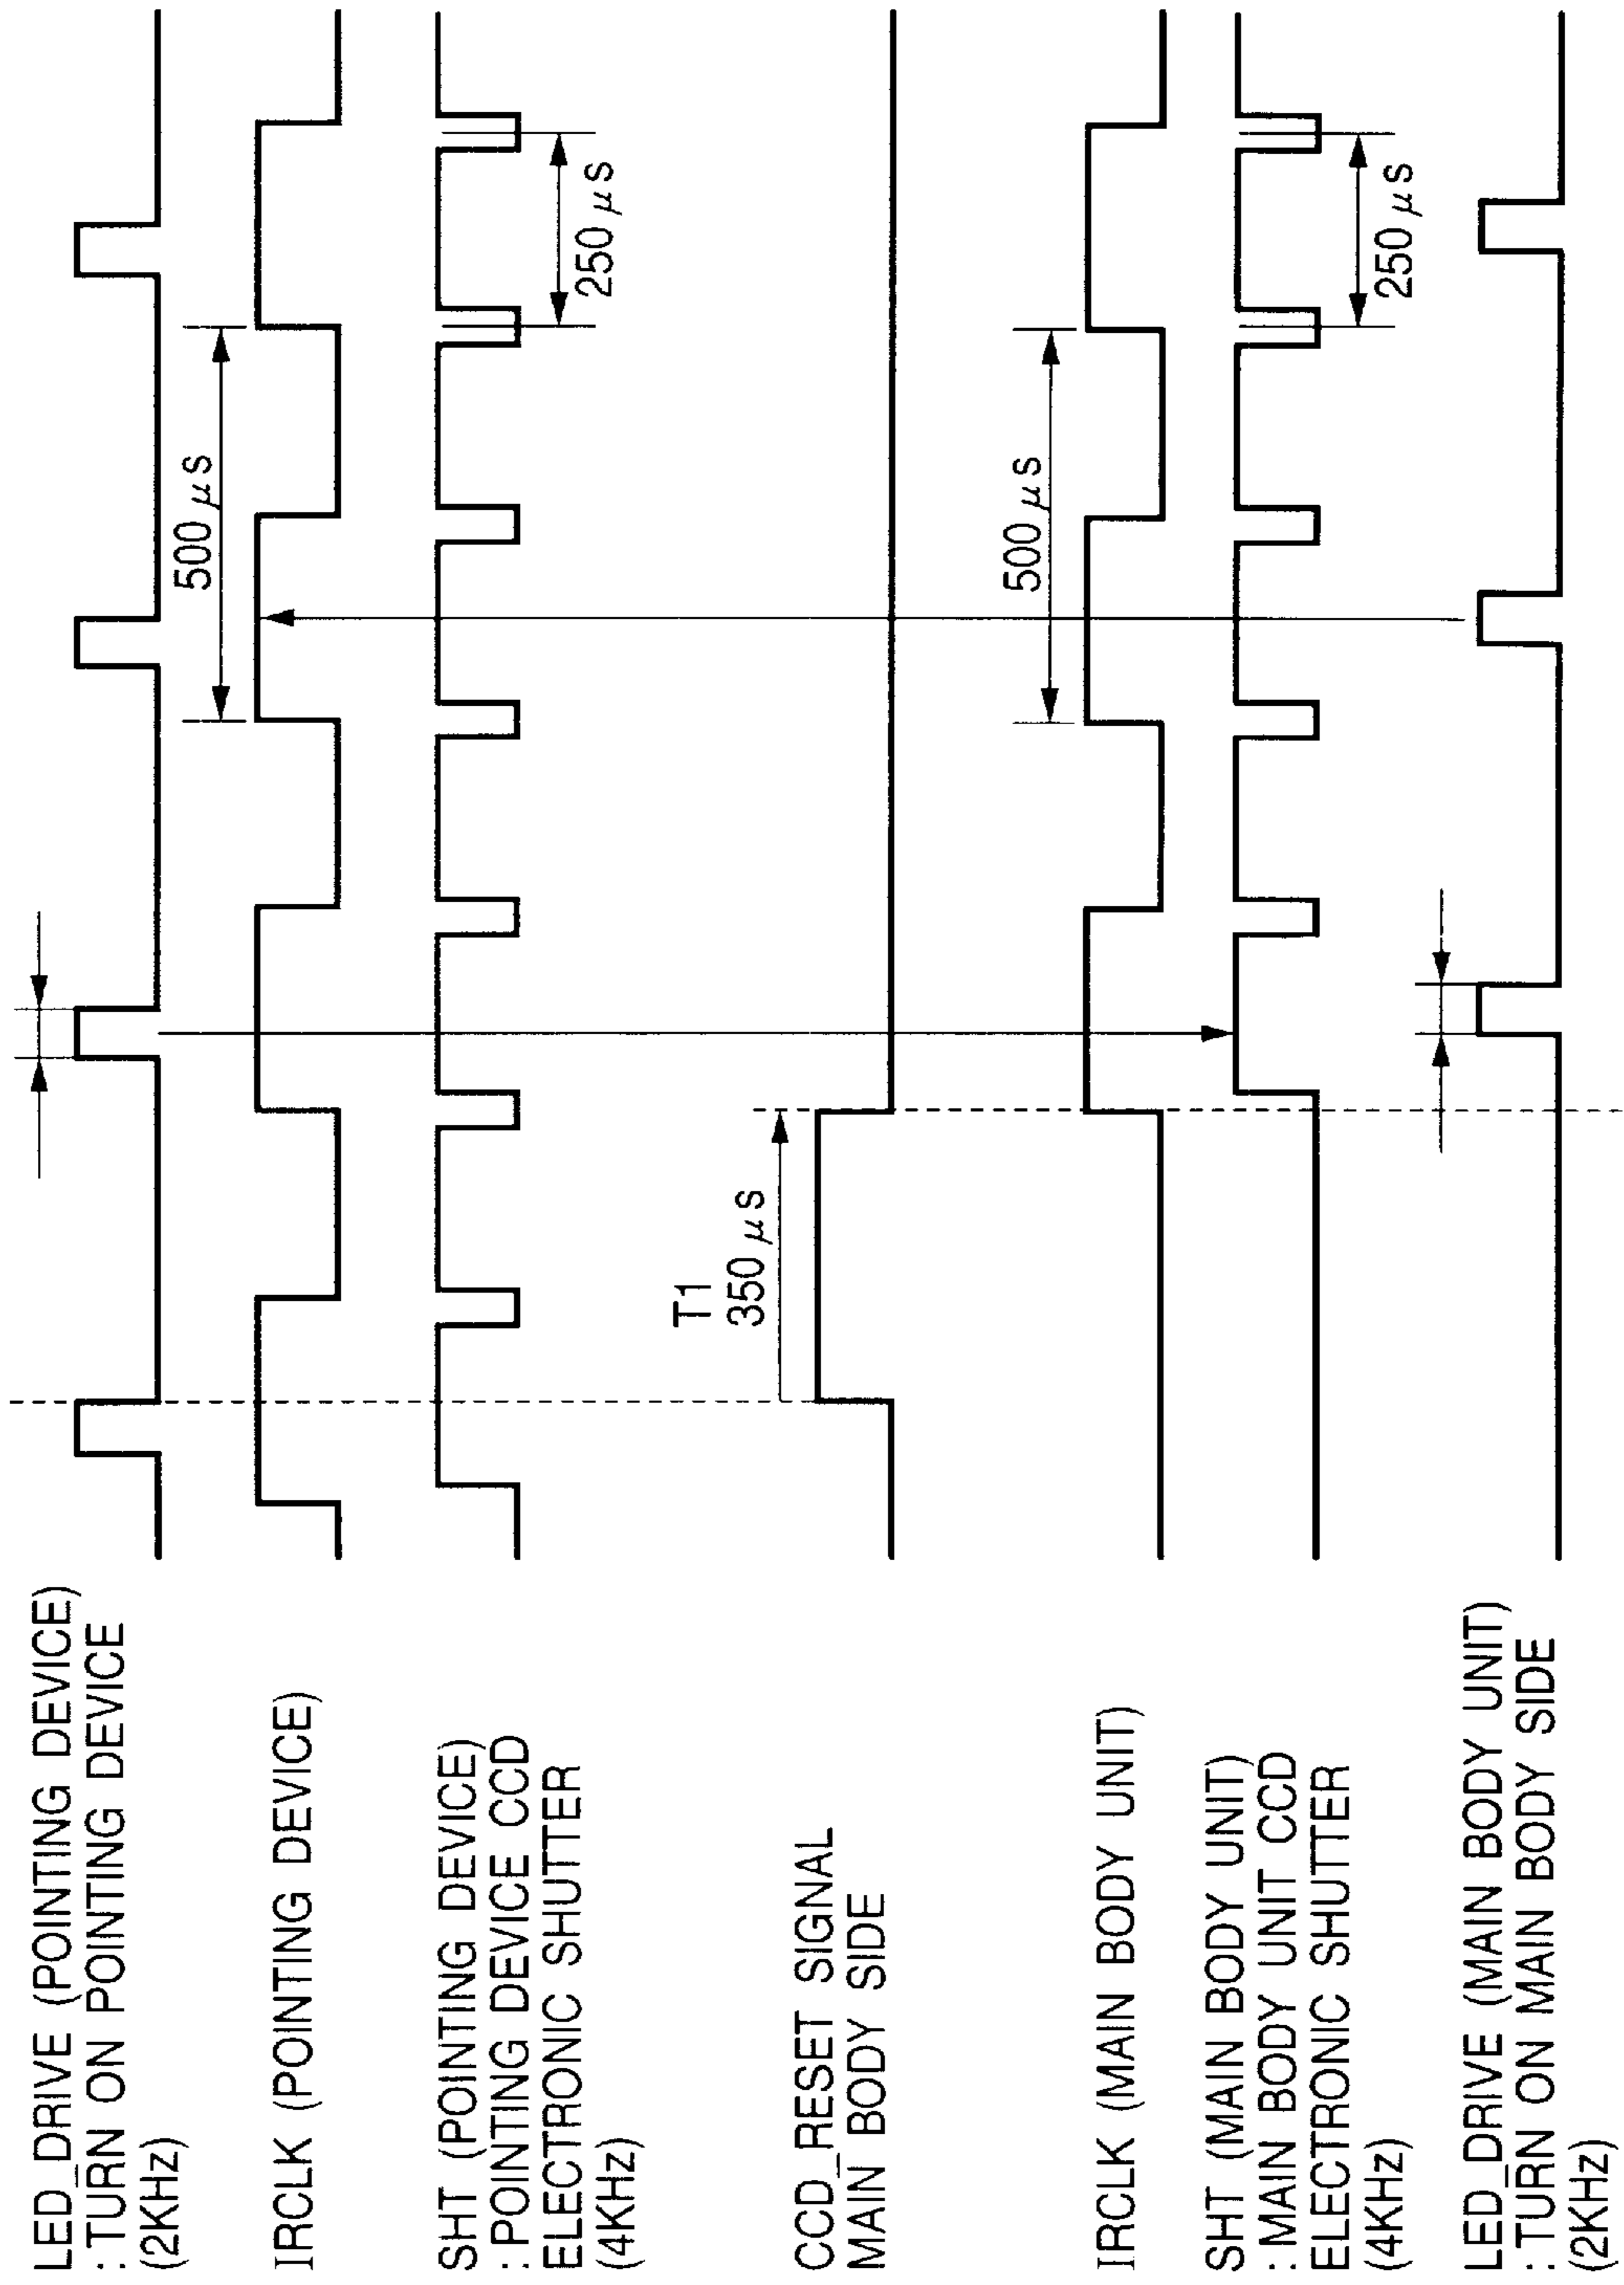 LED_DRIVE (POINTING DEVICE)
: TURN ON POINTING DEVICE
(2KHz)
500 μs
IRCLK (POINTING DEVICE)
SHT (POINTING DEVICE)
: POINTING DEVICE CCD
ELECTRONIC SHUTTER
(4KHz)
250 μs
T1
350 μs
CCD_RESET SIGNAL
MAIN BODY SIDE
500 μs
IRCLK (MAIN BODY UNIT)
SHT (MAIN BODY UNIT)
: MAIN BODY UNIT CCD
ELECTRONIC SHUTTER
(4KHz)
250 μs
LED_DRIVE (MAIN BODY UNIT)
: TURN ON MAIN BODY SIDE
(2KHz)